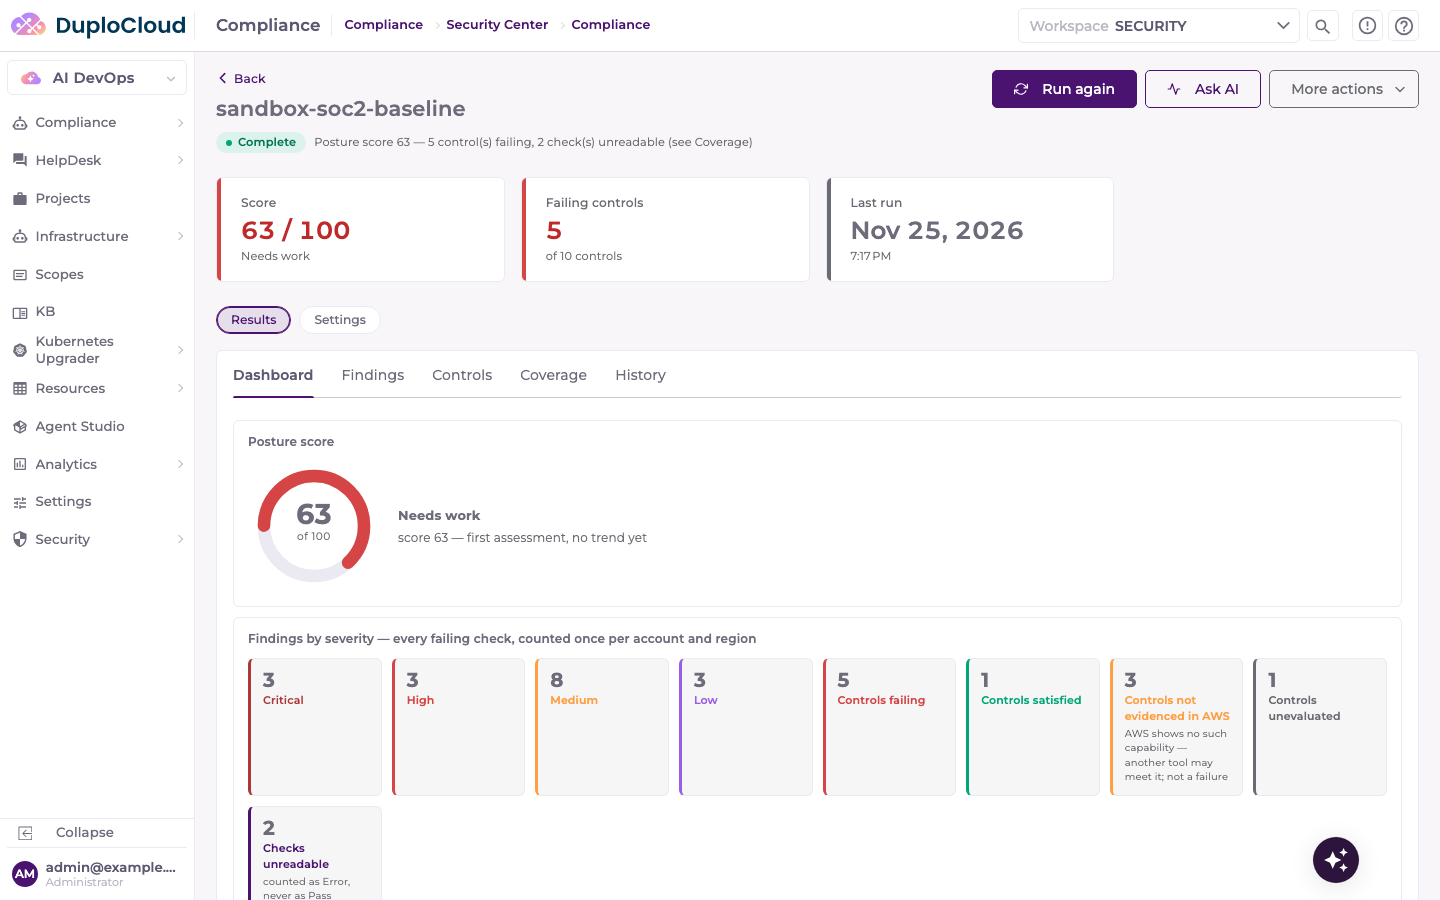 DuploCloud
Compliance
Compliance
Security Center
Compliance
Workspace SECURITY
AI DevOps
Compliance
HelpDesk
Projects
Infrastructure
Scopes
KB
Kubernetes
Upgrader
Resources
Agent Studio
Analytics
Settings
Security
Collapse
AM
admin@example....
Administrator
Back
sandbox-soc2-baseline
Run again
Ask AI
More actions
Complete
Posture score 63 — 5 control(s) failing, 2 check(s) unreadable (see Coverage)
Score
63 / 100
Needs work
Failing controls
5
of 10 controls
Last run
Nov 25, 2026
7:17 PM
Results
Settings
Dashboard
Findings
Controls
Coverage
History
Posture score
63
of 100
Needs work
score 63 — first assessment, no trend yet
Findings by severity — every failing check, counted once per account and region
3
Critical
3
High
8
Medium
3
Low
5
Controls failing
1
Controls satisfied
3
Controls not
evidenced in AWS
AWS shows no such
capability —
another tool may
meet it; not a failure
1
Controls
unevaluated
2
Checks
unreadable
counted as Error,
never as Pass